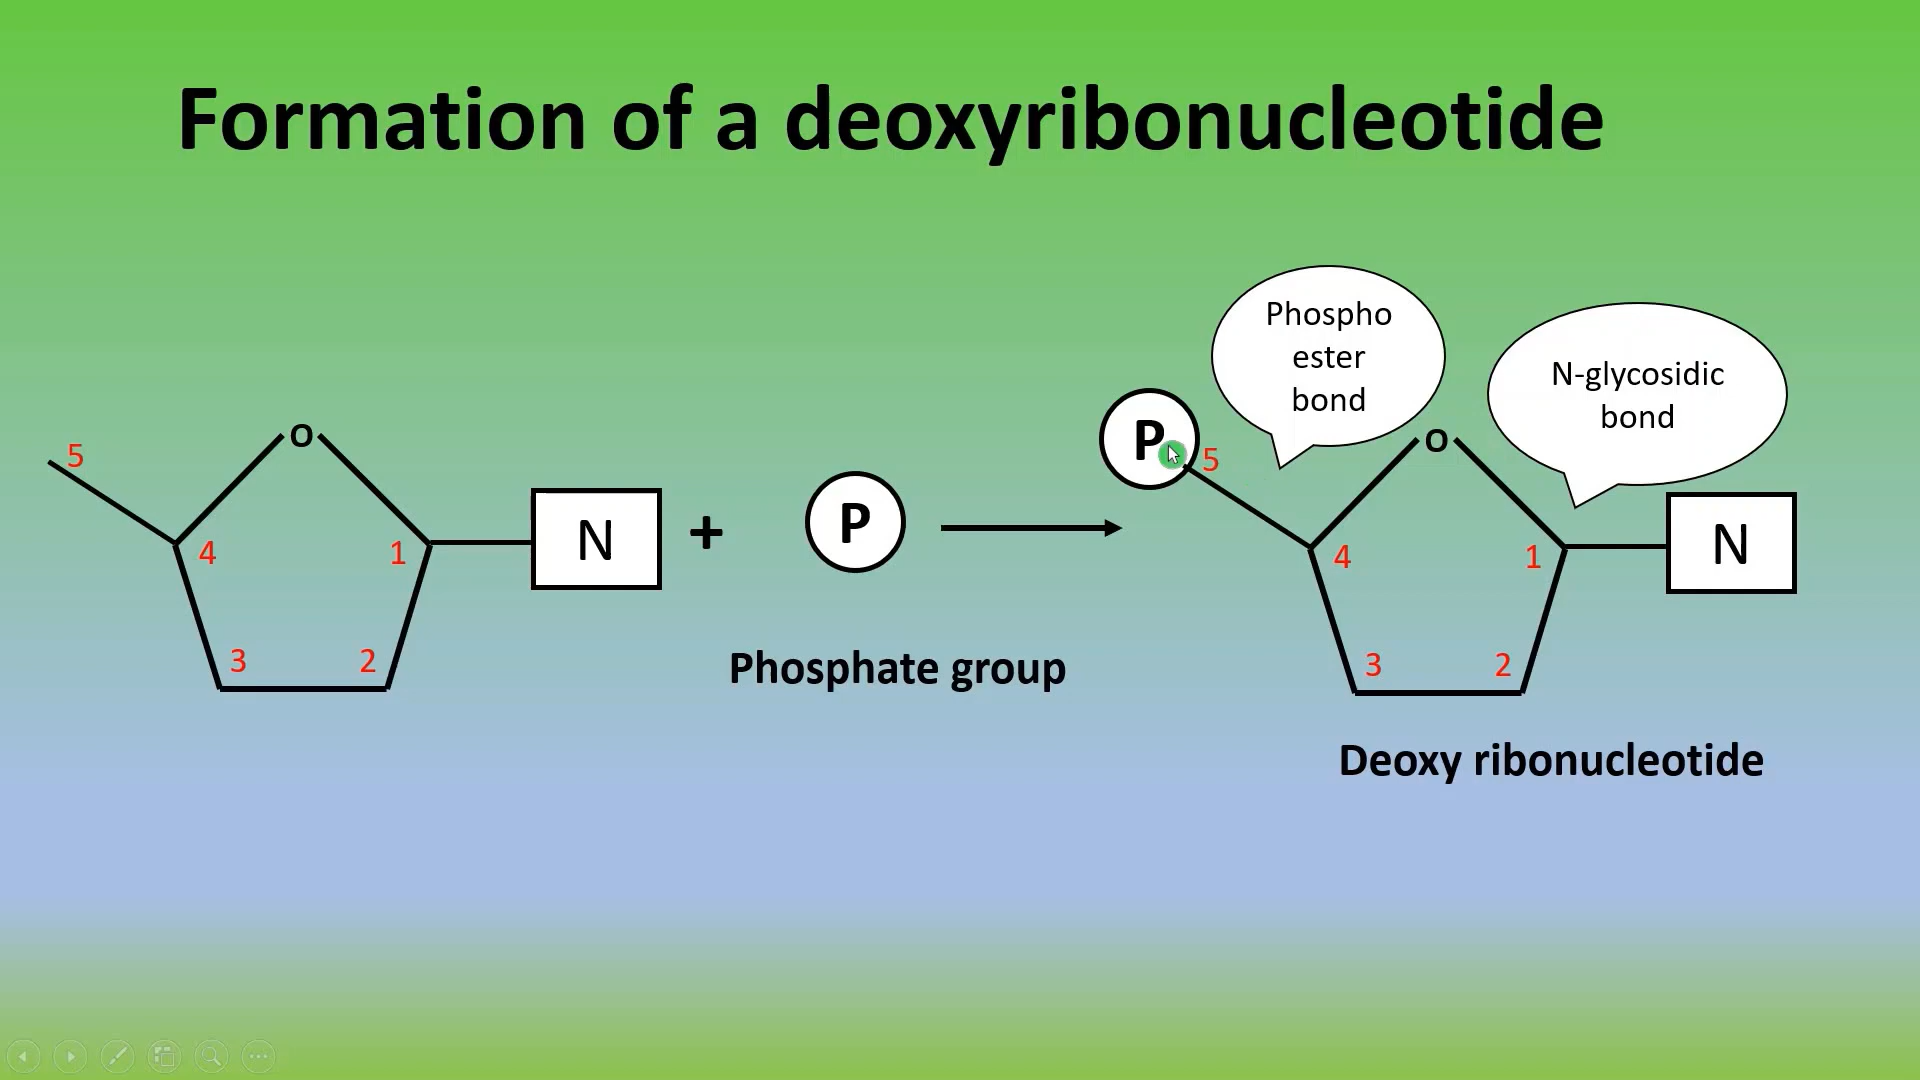 Formation of a deoxyribonucleotide
Phospho
ester
bond
N-glycosidic
bond
5
O
4
1
3
2
N
+
P
Phosphate group
P
5
O
4
1
3
2
N
Deoxy ribonucleotide